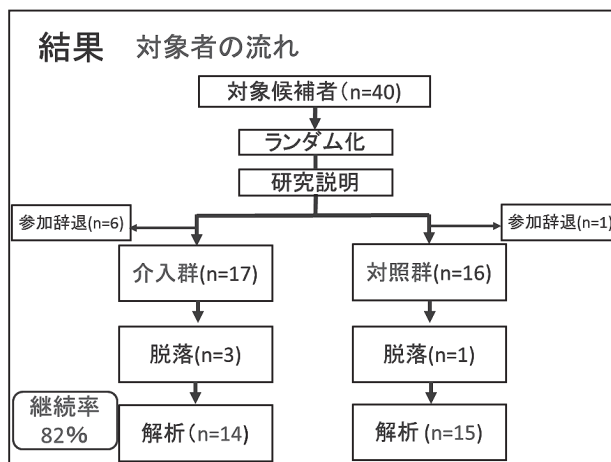 結果 対象者の流れ
対象候補者(n=40)
ランダム化
研究説明
参加辞退(n=6)
参加辞退(n=1)
介入群(n=17)
対照群(n=16)
脱落(n=3)
脱落(n=1)
継続率
82%
解析(n=14)
解析(n=15)